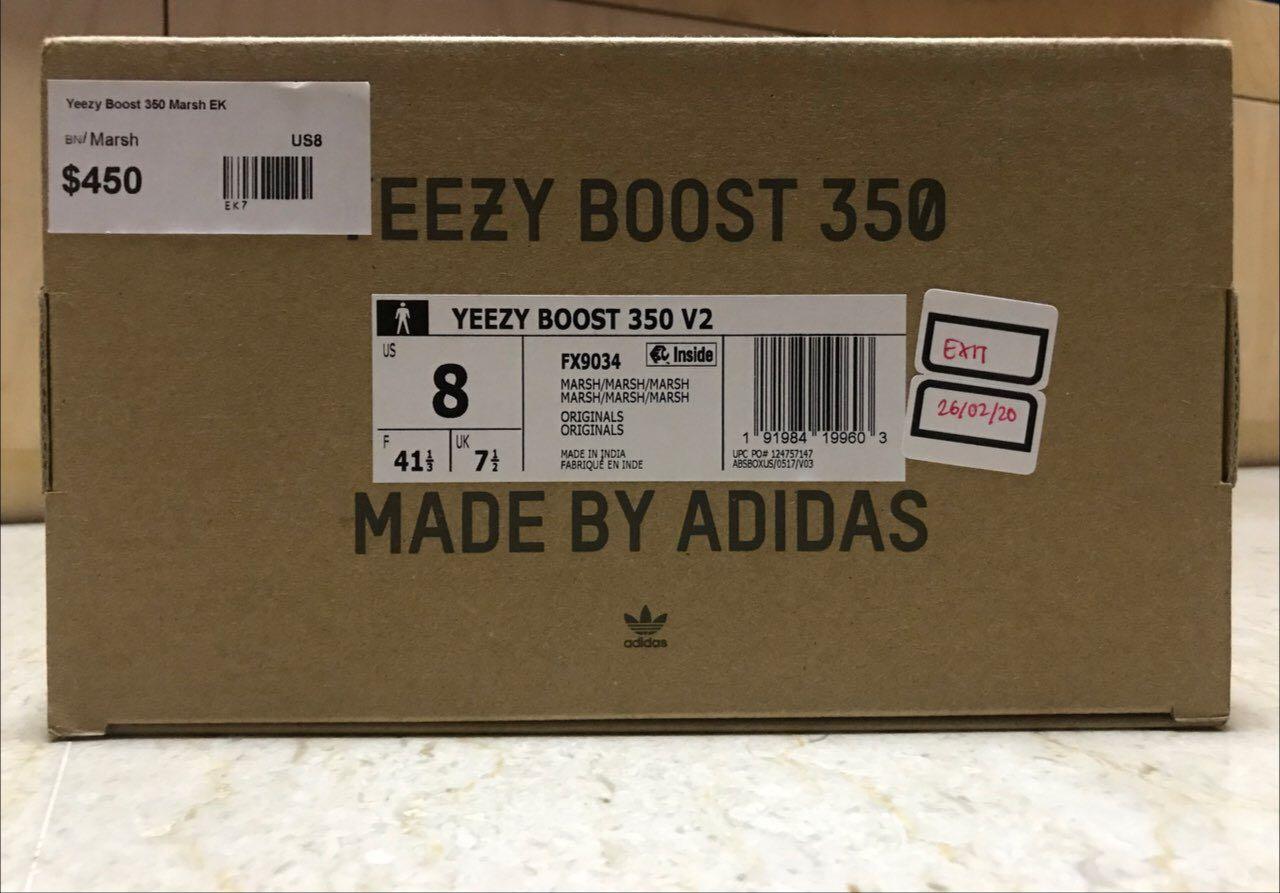 Yeezy Boost 350 Marsh EK
BN/ Marsh
US8
$450
EK7
YEEZY BOOST 350
YEEZY BOOST 350 V2
US
8
F
41⅓
UK
7½
FX9034
Inside
MARSH/MARSH/MARSH
MARSH/MARSH/MARSH
ORIGINALS
ORIGINALS
MADE IN INDIA
FABRIQUÉ EN INDE
1 91984 19960 3
UPC PO# 124757147
ABSBOXUS/0517/V03
EXIT
26/02/20
MADE BY ADIDAS
adidas